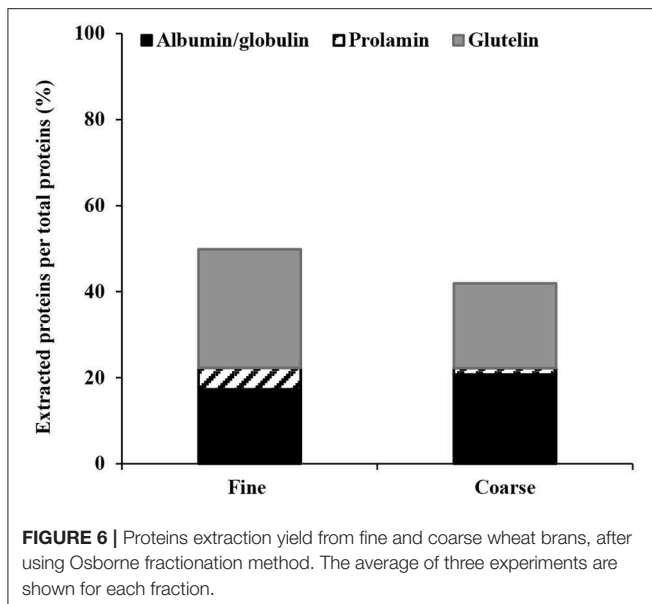 100
Albumin/globulin Prolamin Glutelin
80
60
40
20
0
Extracted proteins per total proteins (%)
Fine Coarse
FIGURE 6 | Proteins extraction yield from fine and coarse wheat brans, after
using Osborne fractionation method. The average of three experiments are
shown for each fraction.